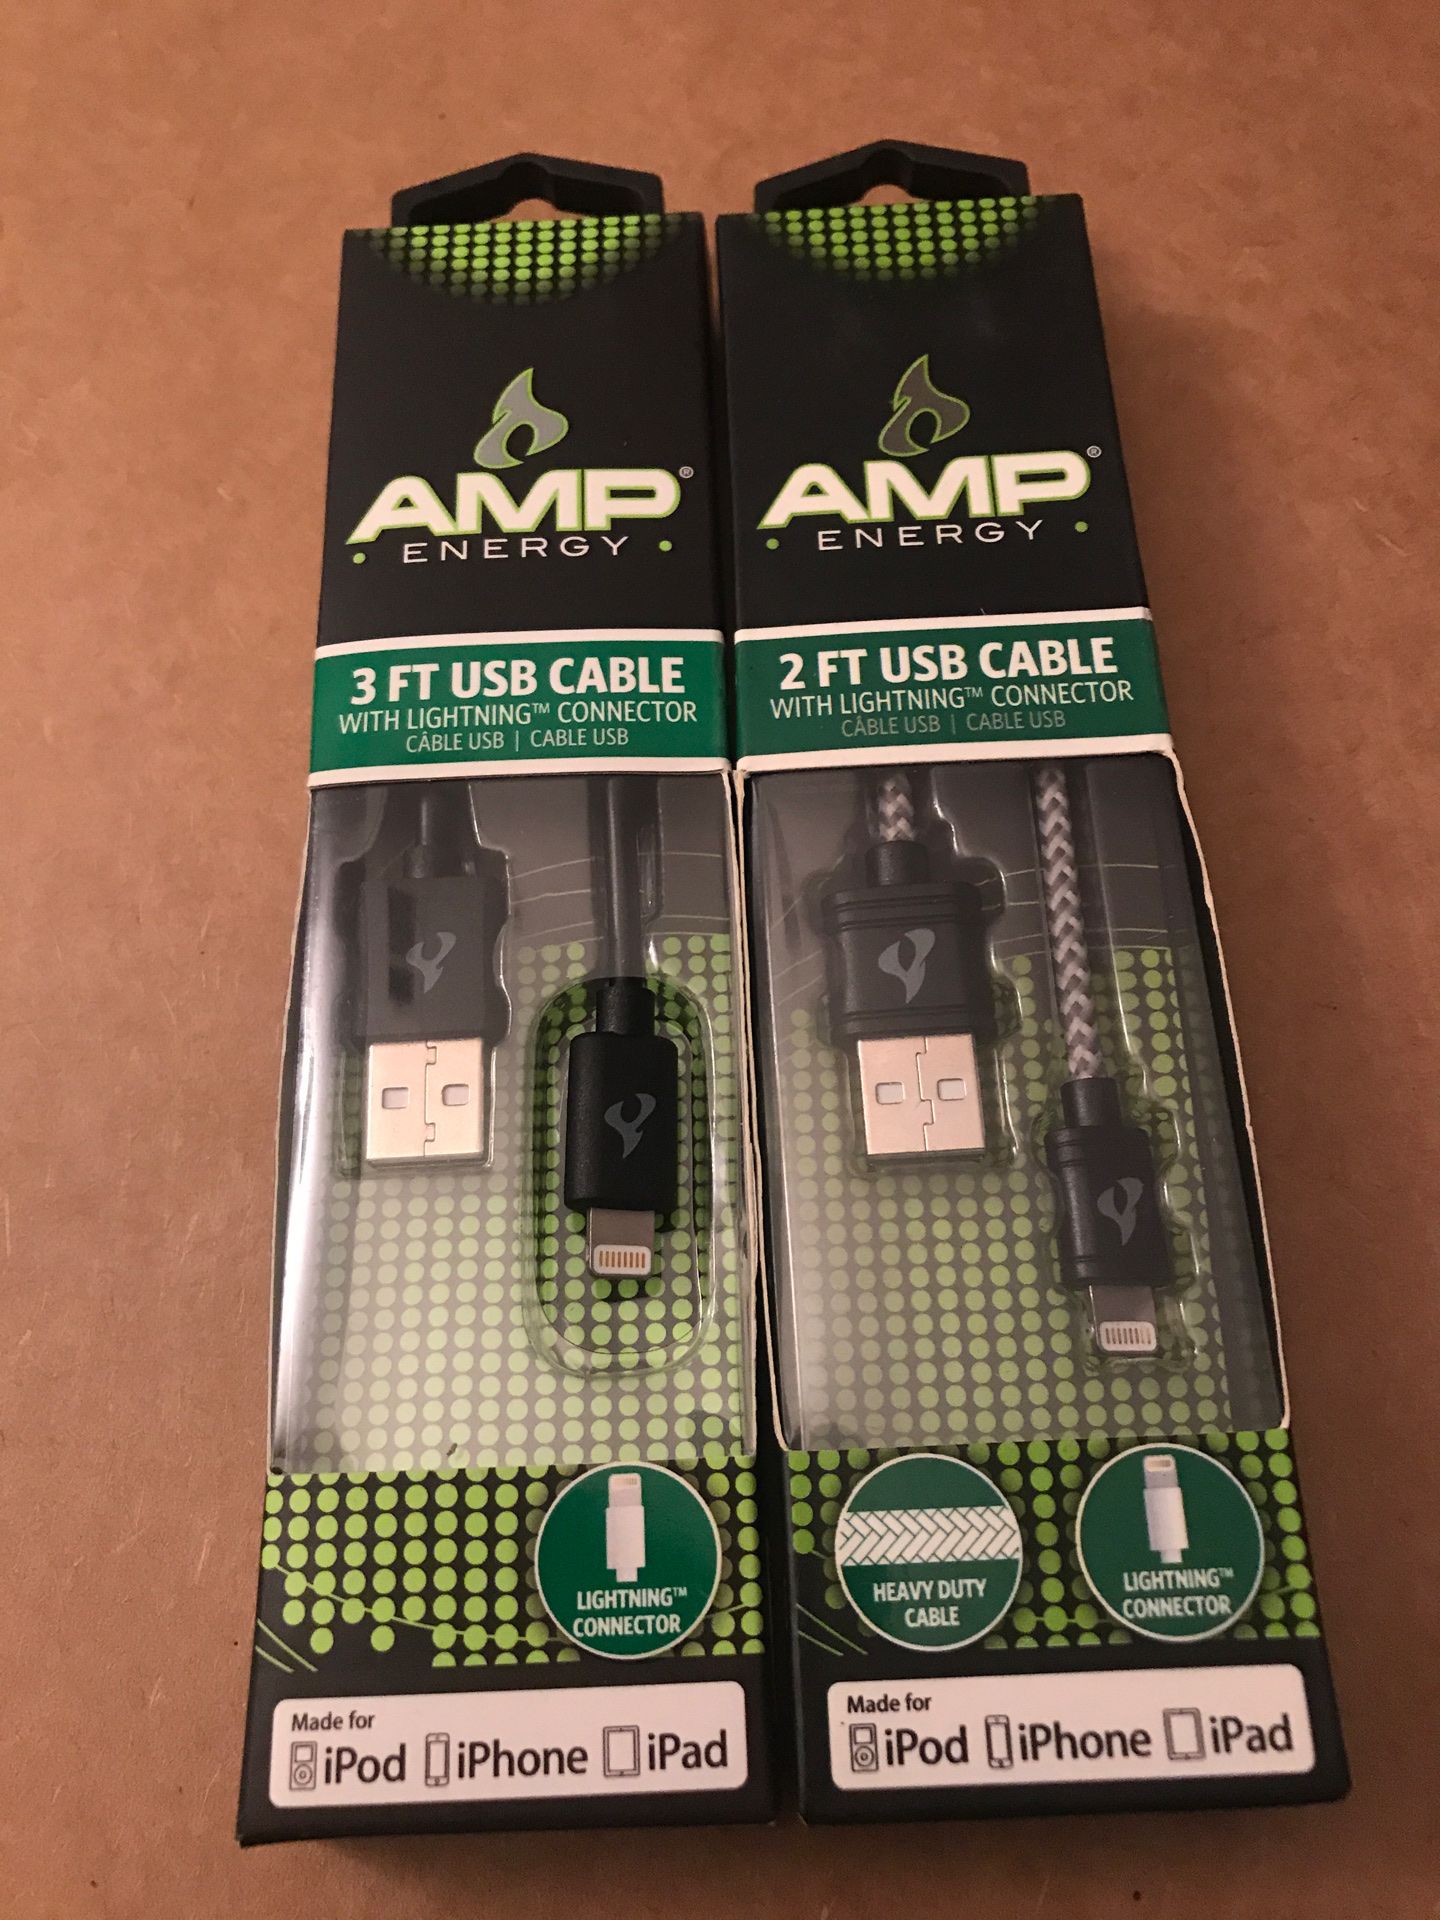 AMP®
• ENERGY •
3 FT USB CABLE
WITH LIGHTNING™ CONNECTOR
CÂBLE USB | CABLE USB
LIGHTNING™
CONNECTOR
Made for
iPod iPhone iPad
AMP®
• ENERGY •
2 FT USB CABLE
WITH LIGHTNING™ CONNECTOR
CÂBLE USB | CABLE USB
HEAVY DUTY
CABLE
LIGHTNING™
CONNECTOR
Made for
iPod iPhone iPad